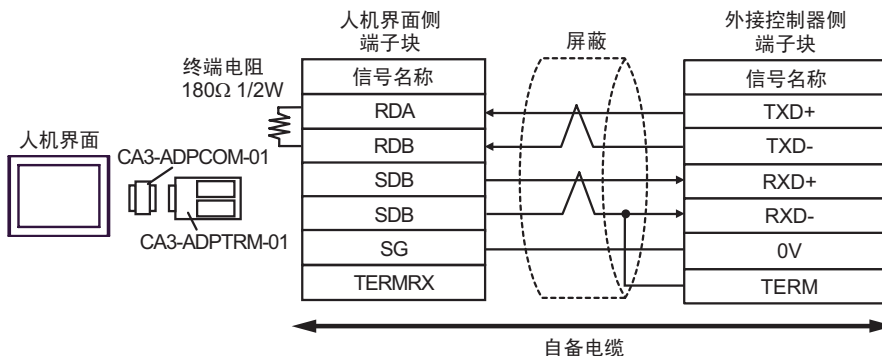 人机界面侧
端子块
屏蔽
外接控制器侧
端子块
终端电阻
180Ω 1/2W
信号名称
信号名称
RDA
TXD+
人机界面
RDB
TXD-
CA3-ADPCOM-01
SDB
RXD+
SDB
RXD-
CA3-ADPTRM-01
SG
0V
TERMRX
TERM
自备电缆